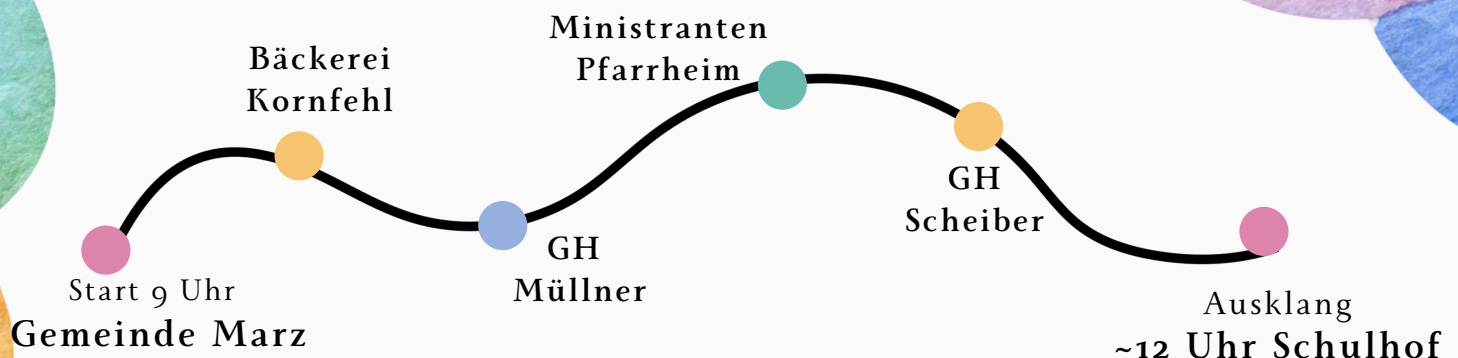 Start 9 Uhr
Gemeinde Marz
Bäckerei
Kornfehl
GH
Müllner
Ministranten
Pfarrheim
GH
Scheiber
Ausklang
~12 Uhr Schulhof